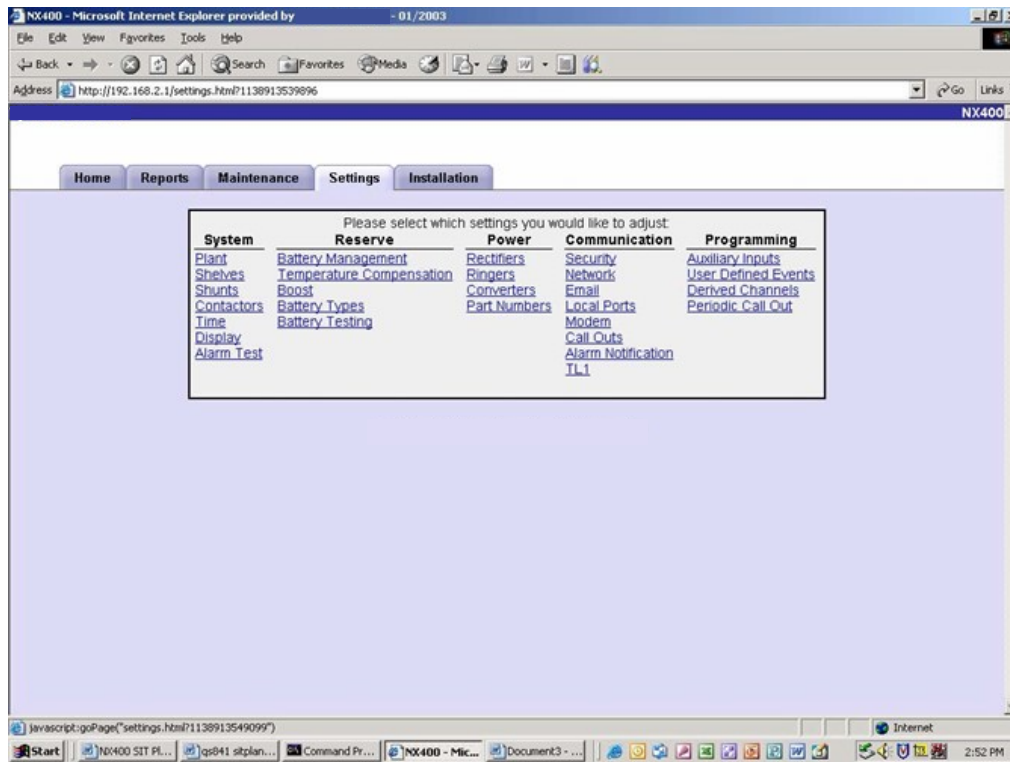 NX400 - Microsoft Internet Explorer provided by - 01/2003
File Edit View Favorites Tools Help
Back Search Favorites Media
Address http://192.168.2.1/settings.html?1138913539896 Go Links
NX400
Home Reports Maintenance Settings Installation
Please select which settings you would like to adjust:
System Reserve Power Communication Programming
Plant Battery Management Rectifiers Security Auxiliary Inputs
Shelves Temperature Compensation Ringers Network User Defined Events
Shunts Boost Converters Email Derived Channels
Contactors Battery Types Part Numbers Local Ports Periodic Call Out
Time Battery Testing Modem
Display Call Outs
Alarm Test Alarm Notification
TL1
javascript:goPage("settings.html?1138913549099") Internet
Start NX400 SIT Pl... qs841 sitplan... Command Pr... NX400 - Mic... Document3 - ... 2:52 PM